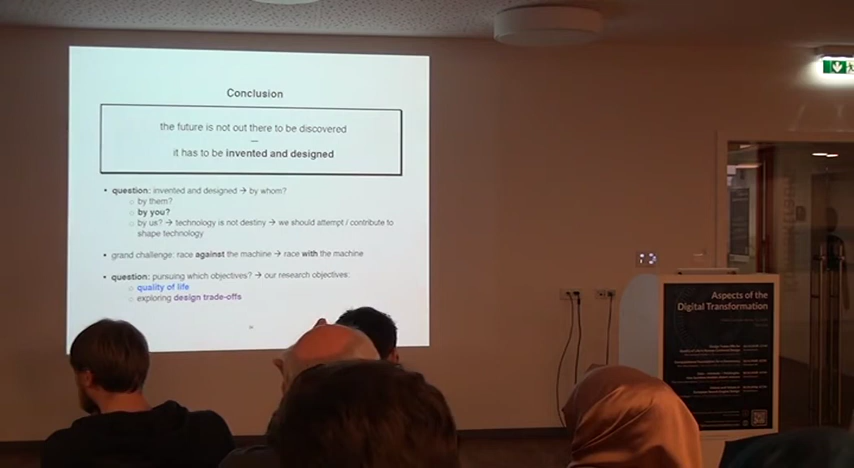 Conclusion
the future is not out there to be discovered
—
it has to be invented and designed
• question: invented and designed → by whom?
○ by them?
○ by you?
○ by us? → technology is not destiny → we should attempt / contribute to
shape technology
• grand challenge: race against the machine → race with the machine
• question: pursuing which objectives? → our research objectives:
○ quality of life
○ exploring design trade-offs
Aspects of the
Digital Transformation